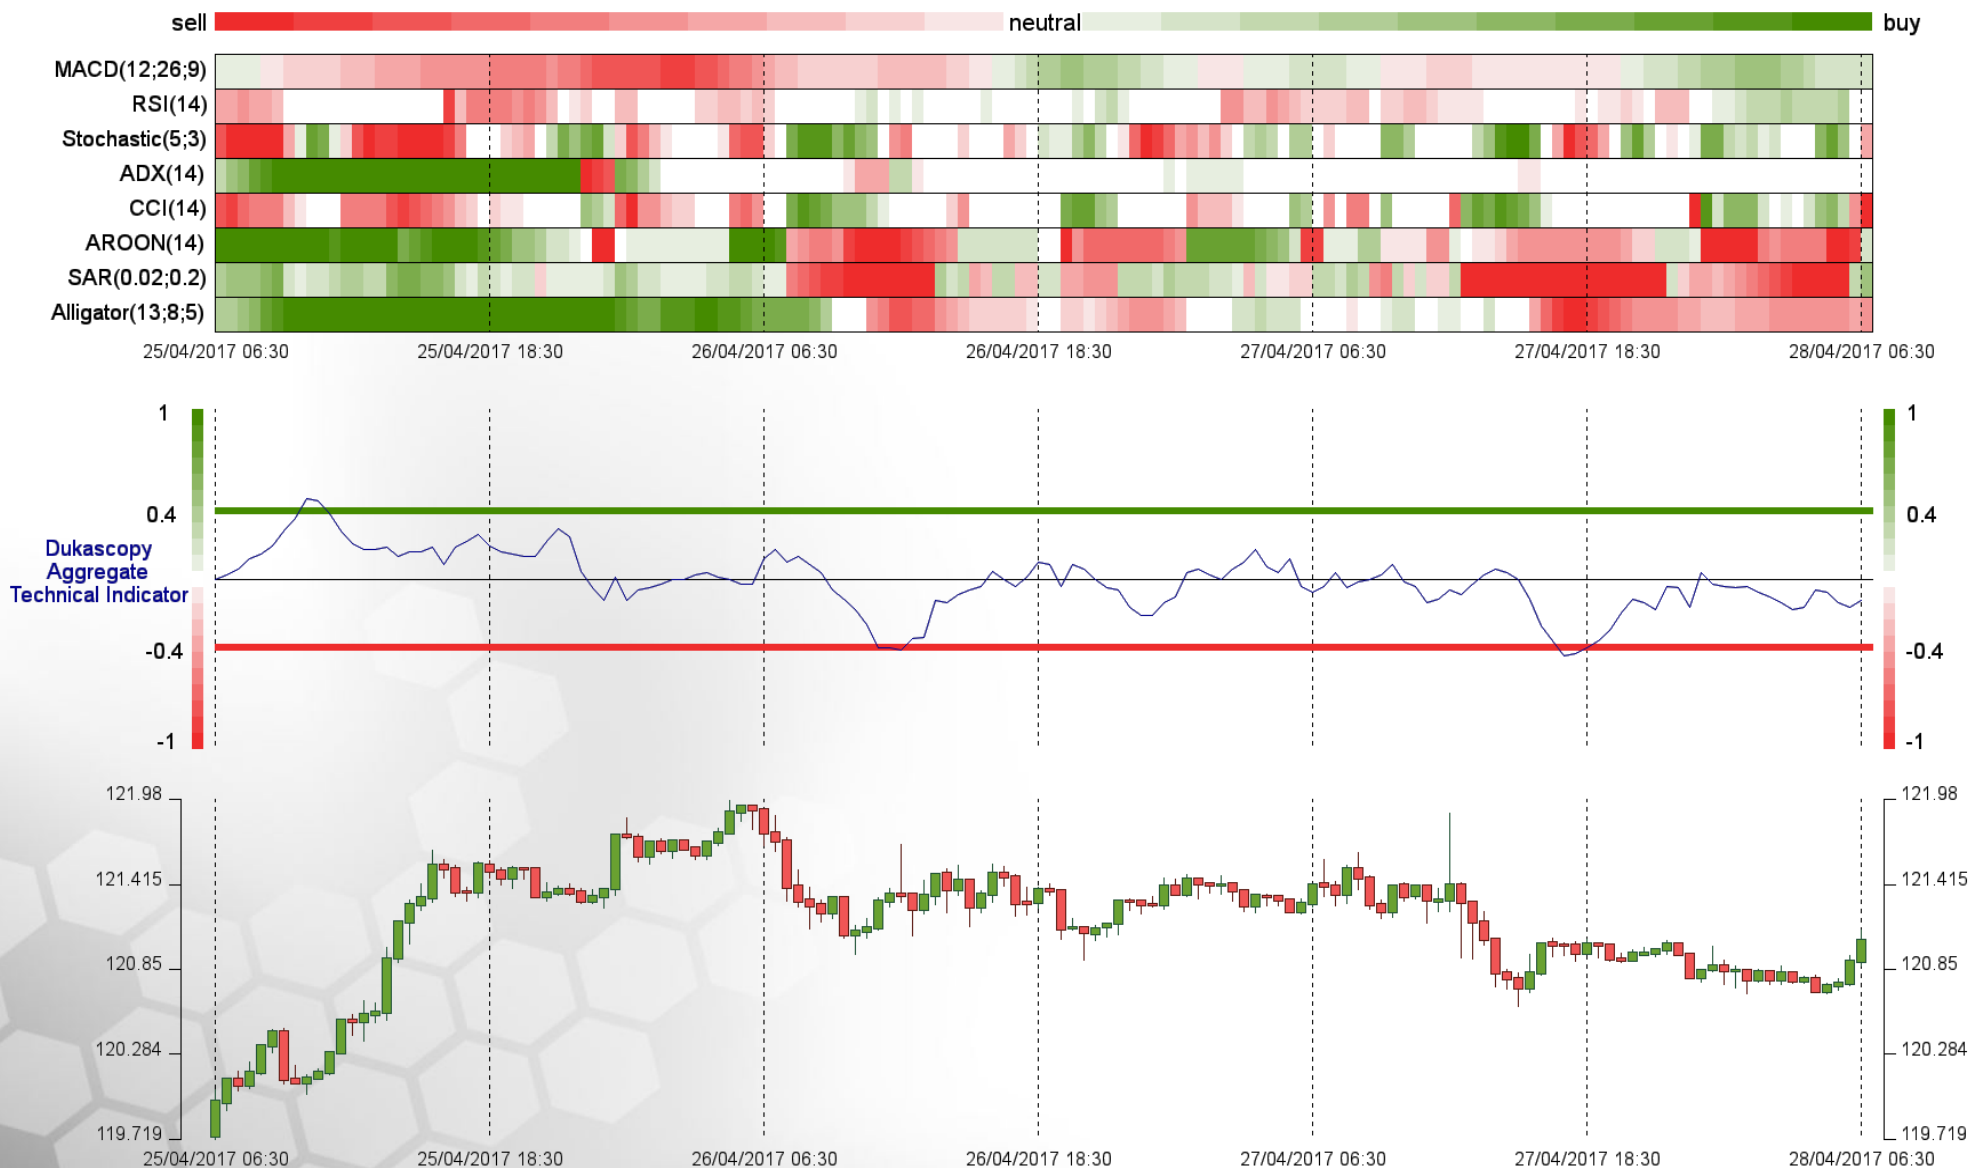 sell neutral buy
MACD(12;26;9)
RSI(14)
Stochastic(5;3)
ADX(14)
CCI(14)
AROON(14)
SAR(0.02;0.2)
Alligator(13;8;5)
25/04/2017 06:30 25/04/2017 18:30 26/04/2017 06:30 26/04/2017 18:30 27/04/2017 06:30 27/04/2017 18:30 28/04/2017 06:30
1 1
0.4 0.4
Dukascopy
Aggregate
Technical Indicator
-0.4 -0.4
-1 -1
121.98 121.98
121.415 121.415
120.85 120.85
120.284 120.284
119.719 119.719
25/04/2017 06:30 25/04/2017 18:30 26/04/2017 06:30 26/04/2017 18:30 27/04/2017 06:30 27/04/2017 18:30 28/04/2017 06:30